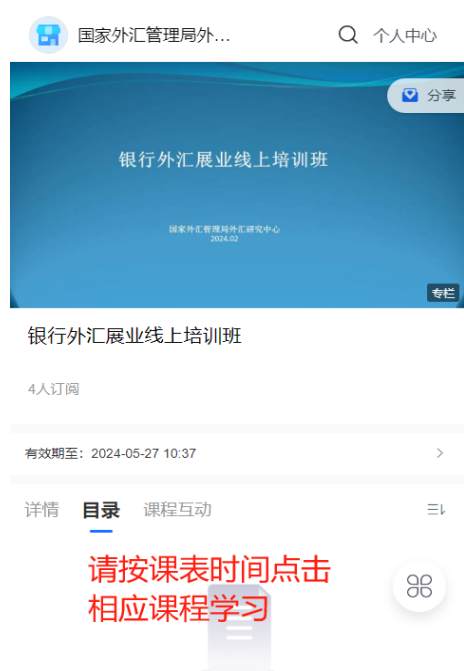 国家外汇管理局外...
个人中心
分享
银行外汇展业线上培训班
国家外汇管理局外汇研究中心
2024.02
专栏
银行外汇展业线上培训班
4人订阅
有效期至：2024-05-27 10:37
详情 目录 课程互动
请按课表时间点击
相应课程学习